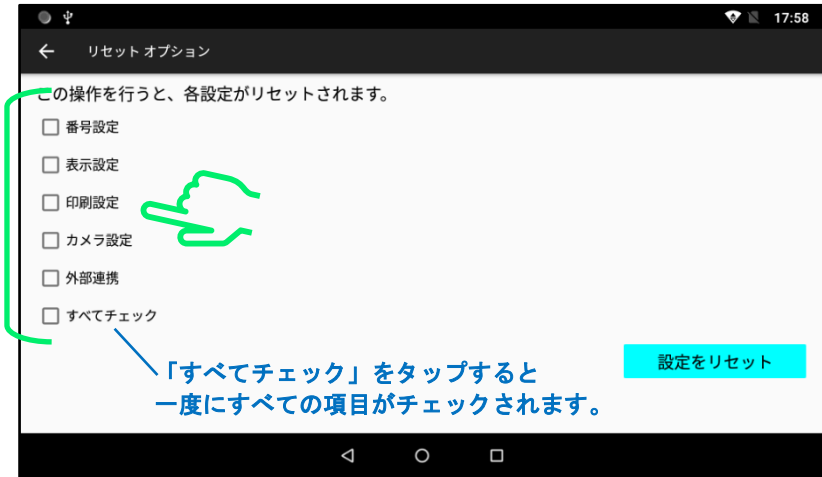 17:58
リセット オプション
この操作を行うと、各設定がリセットされます。
番号設定
表示設定
印刷設定
カメラ設定
外部連携
すべてチェック
設定をリセット
「すべてチェック」をタップすると
一度にすべての項目がチェックされます。